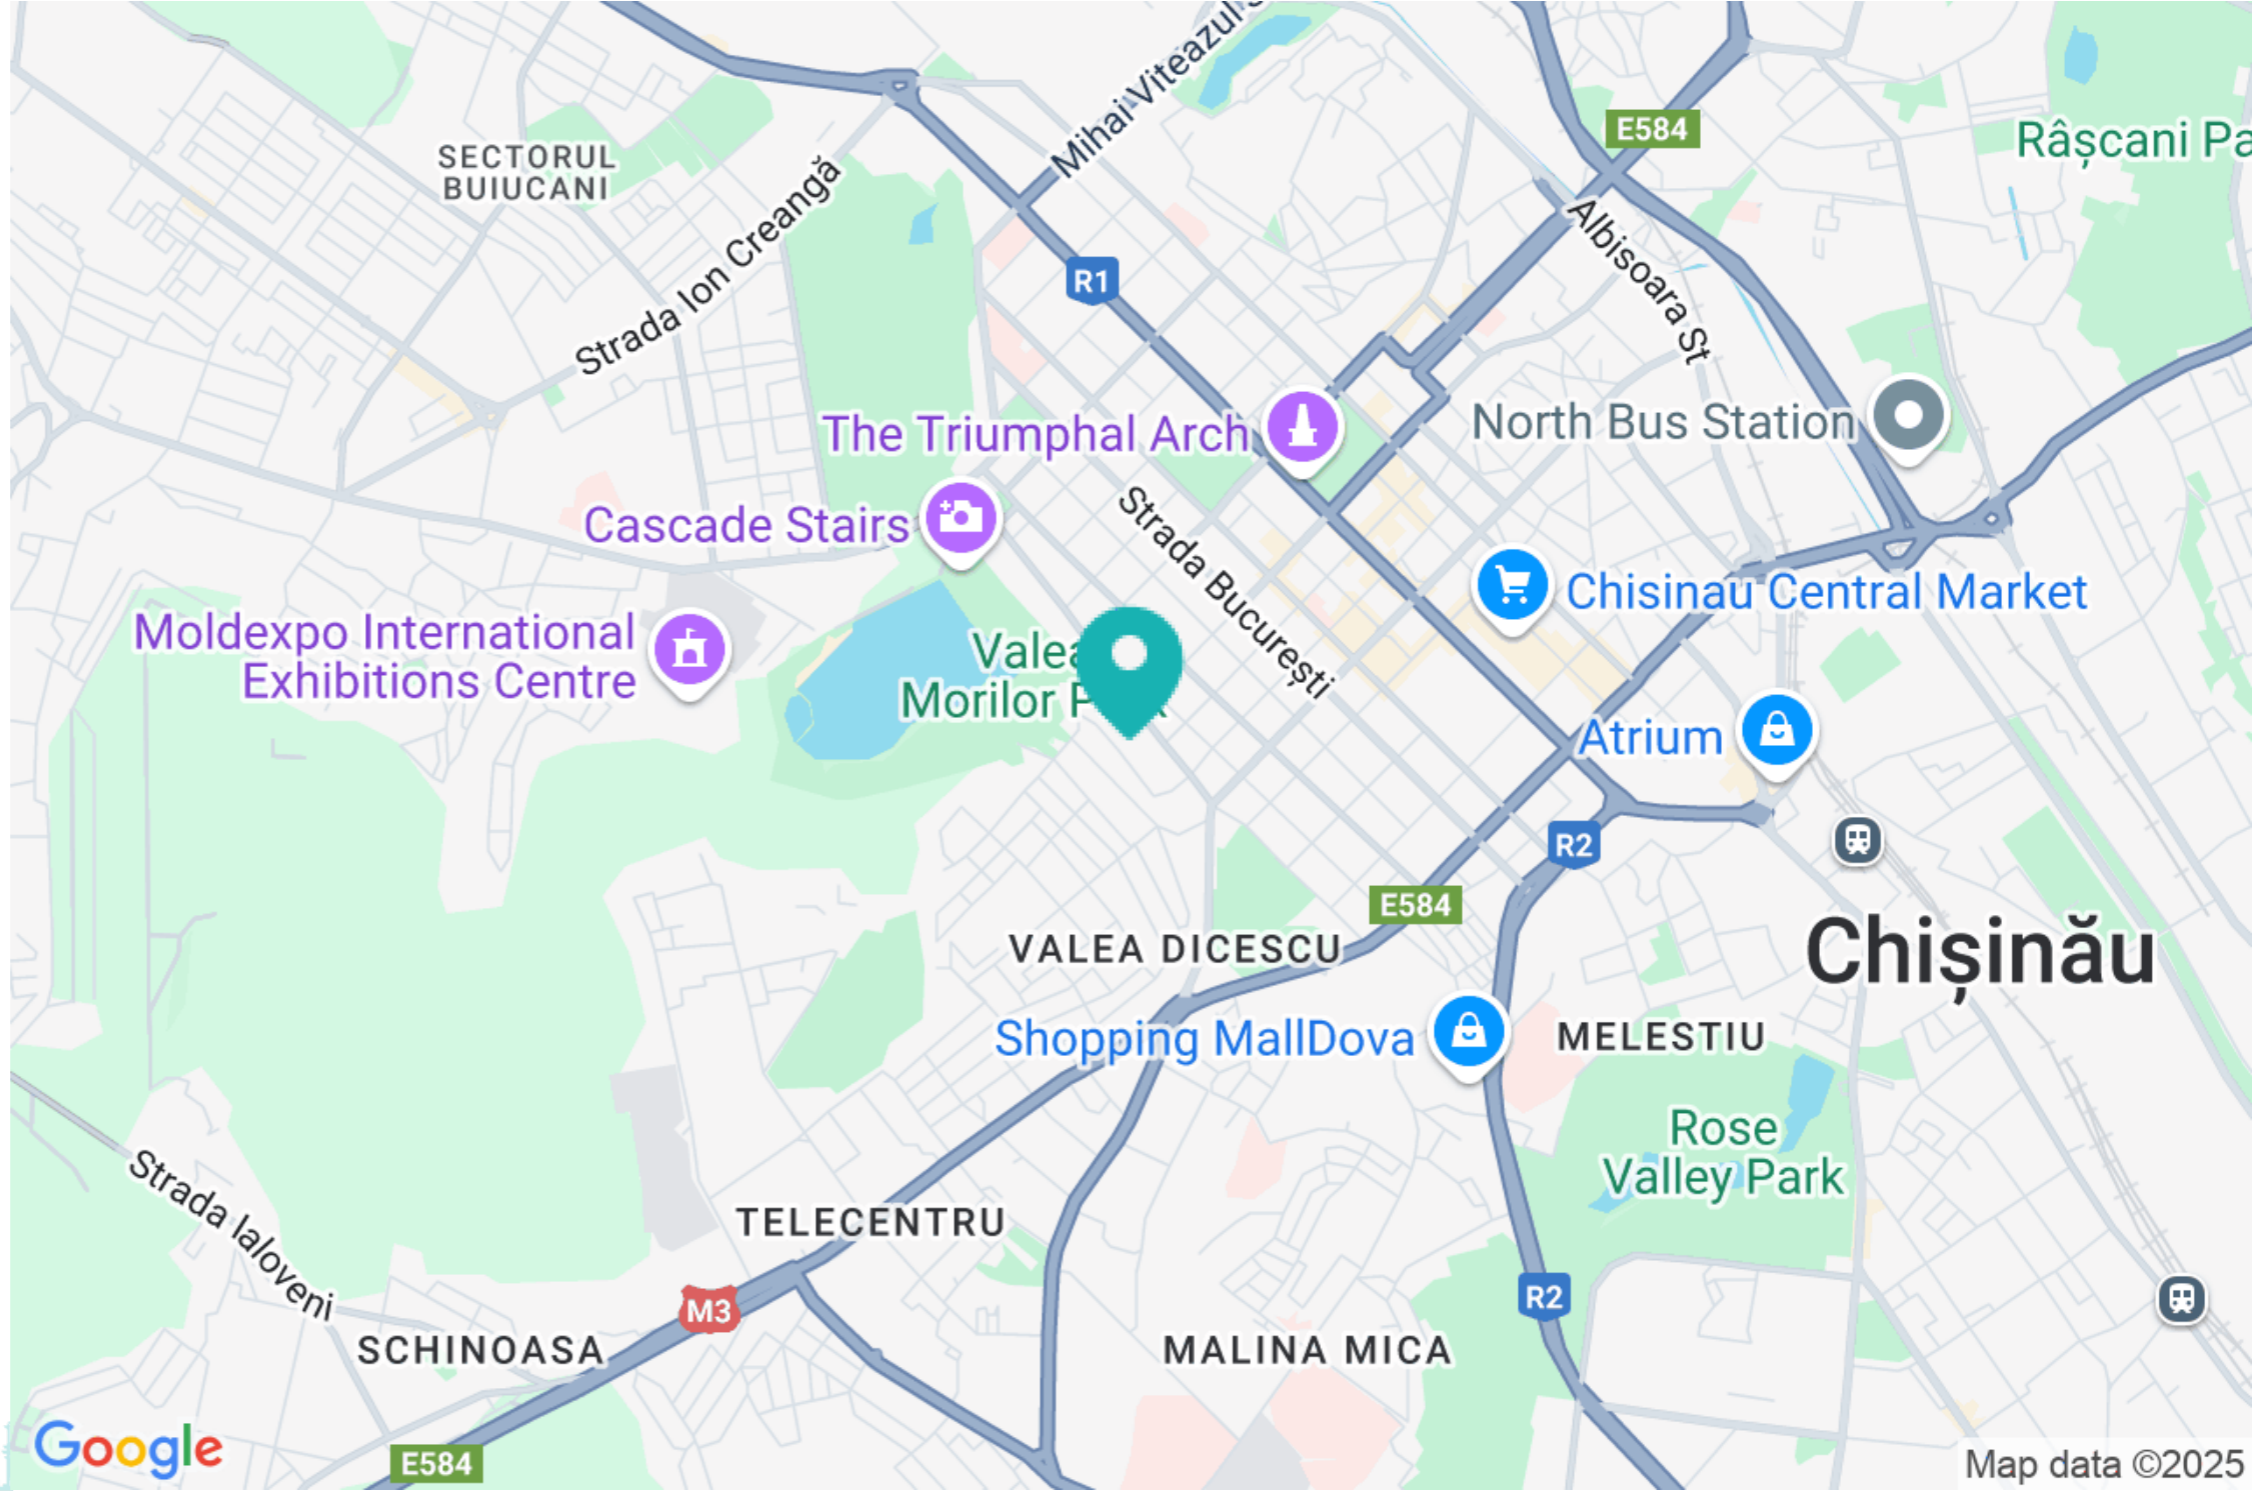 Mihai Viteazul
E584
Râșcani Pa
SECTORUL
BUIUCANI
Strada Ion Creangă
Albisoara St
R1
The Triumphal Arch
North Bus Station
Cascade Stairs
Strada București
Chisinau Central Market
Moldexpo International
Exhibitions Centre
Valea
Morilor
Atrium
R2
E584
VALEA DICESCU
Chișinău
Shopping MallDova
MELESTIU
Rose
Valley Park
Strada Ialoveni
TELECENTRU
M3
R2
SCHINOASA
MALINA MICA
Google
E584
Map data ©2025